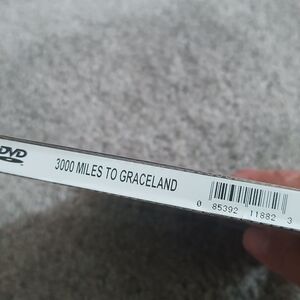 DVD
3000 MILES TO GRACELAND
0 85392 11882 3